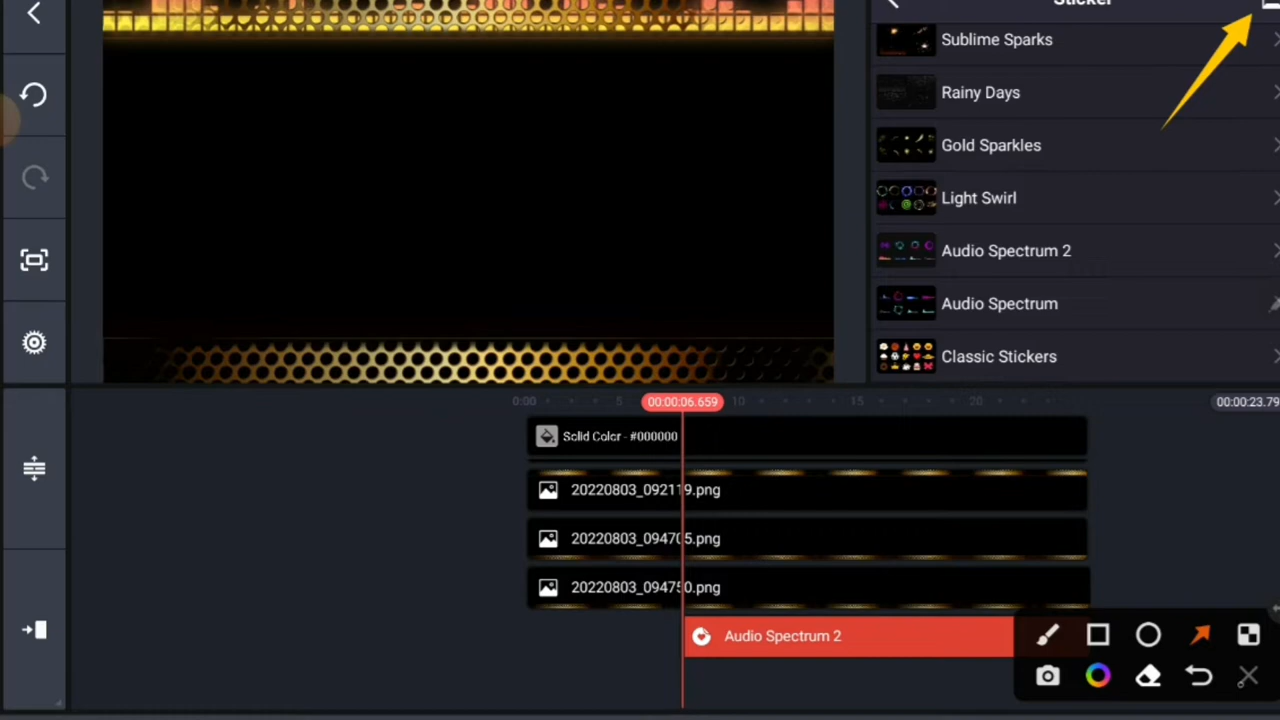 Sticker
Sublime Sparks
Rainy Days
Gold Sparkles
Light Swirl
Audio Spectrum 2
Audio Spectrum
Classic Stickers
0:00
5
00:00:06.659
10
15
20
00:00:23.79
Solid Color - #000000
20220803_092119.png
20220803_094705.png
20220803_094750.png
Audio Spectrum 2